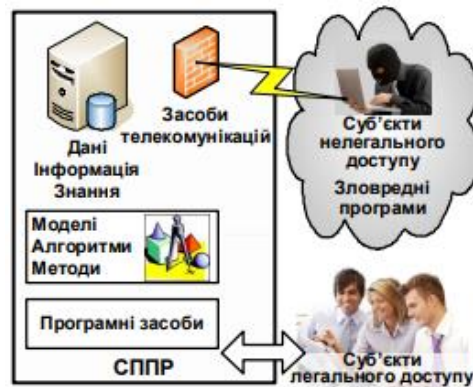 Дані
Інформація
Знання
Засоби
телекомунікацій
Суб’єкти
нелегального
доступу
Зловредні
програми
Моделі
Алгоритми
Методи
Програмні засоби
СППР
Суб’єкти
легального доступу